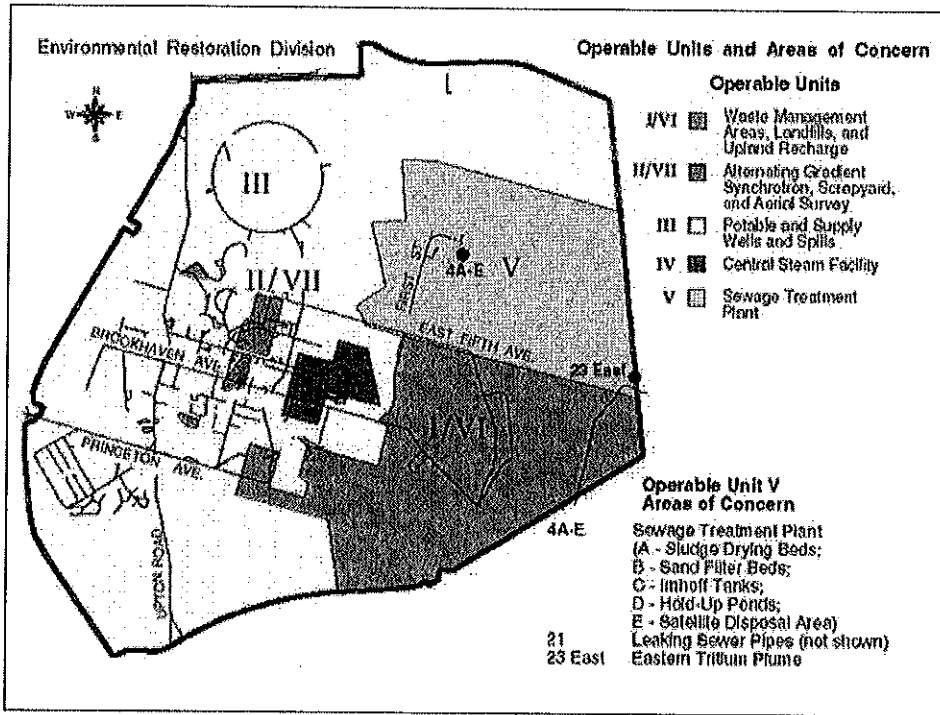 Environmental Restoration Division
Operable Units and Areas of Concern
Operable Units
I/VI Waste Management
Areas, Landfills, and
Upland Recharge
II/VII Alternating Gradient
Synchrotron, Scrapyard,
and Aerial Survey
III Potable and Supply
Wells and Spills
IV Central Steam Facility
V Sewage Treatment
Plant
N
W E
S
III
4A-E V
II/VII
FIRST
EAST FIFTH AVE.
BROOKHAVEN AVE.
23 East
I/VI
PRINCETON AVE.
UPTON ROAD
Operable Unit V
Areas of Concern
4A-E Sewage Treatment Plant
(A - Sludge Drying Beds;
B - Sand Filter Beds;
C - Imhoff Tanks;
D - Hold-Up Ponds;
E - Satellite Disposal Area)
21 Leaking Sewer Pipes (not shown)
23 East Eastern Tritium Plume